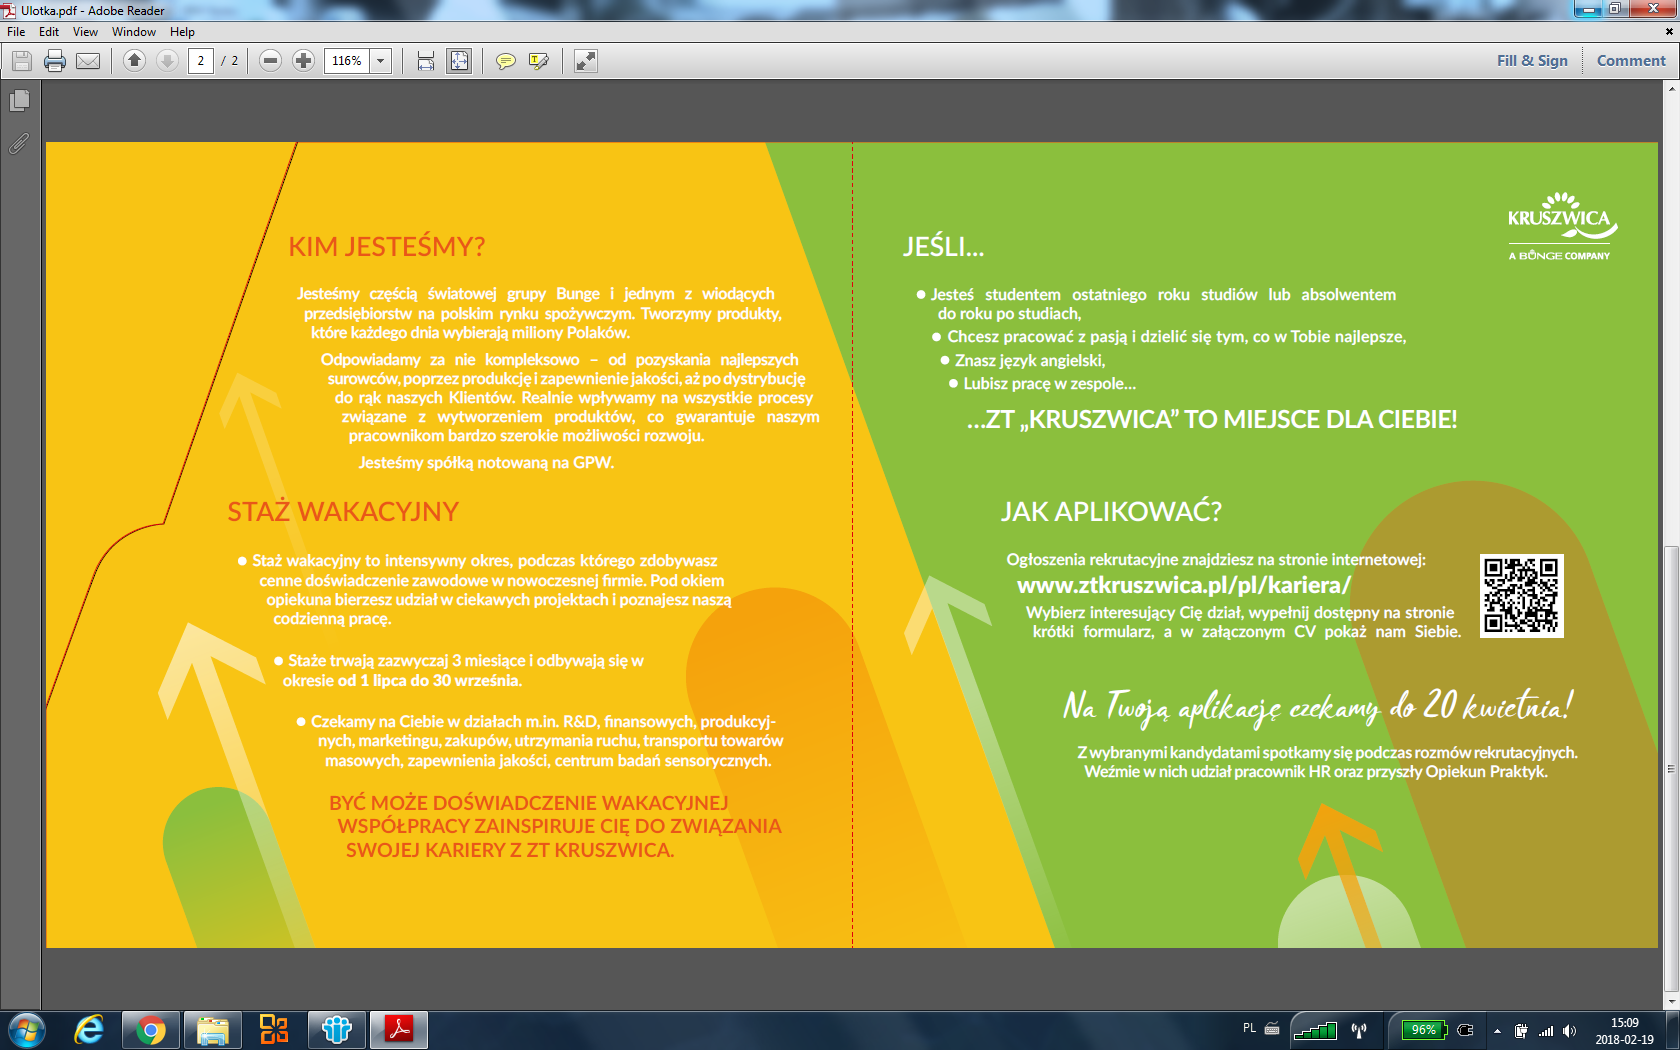 Ulotka.pdf - Adobe Reader
File Edit View Window Help
2 / 2 116% Fill & Sign Comment
KIM JESTEŚMY?
Jesteśmy częścią światowej grupy Bunge i jednym z wiodących
przedsiębiorstw na polskim rynku spożywczym. Tworzymy produkty,
które każdego dnia wybierają miliony Polaków.
Odpowiadamy za nie kompleksowo – od pozyskania najlepszych
surowców, poprzez produkcję i zapewnienie jakości, aż po dystrybucję
do rąk naszych Klientów. Realnie wpływamy na wszystkie procesy
związane z wytworzeniem produktów, co gwarantuje naszym
pracownikom bardzo szerokie możliwości rozwoju.
Jesteśmy spółką notowaną na GPW.
STAŻ WAKACYJNY
• Staż wakacyjny to intensywny okres, podczas którego zdobywasz
cenne doświadczenie zawodowe w nowoczesnej firmie. Pod okiem
opiekuna bierzesz udział w ciekawych projektach i poznajesz naszą
codzienną pracę.
• Staże trwają zazwyczaj 3 miesiące i odbywają się w
okresie od 1 lipca do 30 września.
• Czekamy na Ciebie w działach m.in. R&D, finansowych, produkcyj-
nych, marketingu, zakupów, utrzymania ruchu, transportu towarów
masowych, zapewnienia jakości, centrum badań sensorycznych.
BYĆ MOŻE DOŚWIADCZENIE WAKACYJNEJ
WSPÓŁPRACY ZAINSPIRUJE CIĘ DO ZWIĄZANIA
SWOJEJ KARIERY Z ZT KRUSZWICA.
KRUSZWICA
A BUNGE COMPANY
JEŚLI...
• Jesteś studentem ostatniego roku studiów lub absolwentem
do roku po studiach,
• Chcesz pracować z pasją i dzielić się tym, co w Tobie najlepsze,
• Znasz język angielski,
• Lubisz pracę w zespole...
...ZT „KRUSZWICA” TO MIEJSCE DLA CIEBIE!
JAK APLIKOWAĆ?
Ogłoszenia rekrutacyjne znajdziesz na stronie internetowej:
www.ztkruszwica.pl/pl/kariera/
Wybierz interesujący Cię dział, wypełnij dostępny na stronie
krótki formularz, a w załączonym CV pokaż nam Siebie.
Na Twoją aplikację czekamy do 20 kwietnia!
Z wybranymi kandydatami spotkamy się podczas rozmów rekrutacyjnych.
Weźmie w nich udział pracownik HR oraz przyszły Opiekun Praktyk.
PL 96% 15:09
2018-02-19